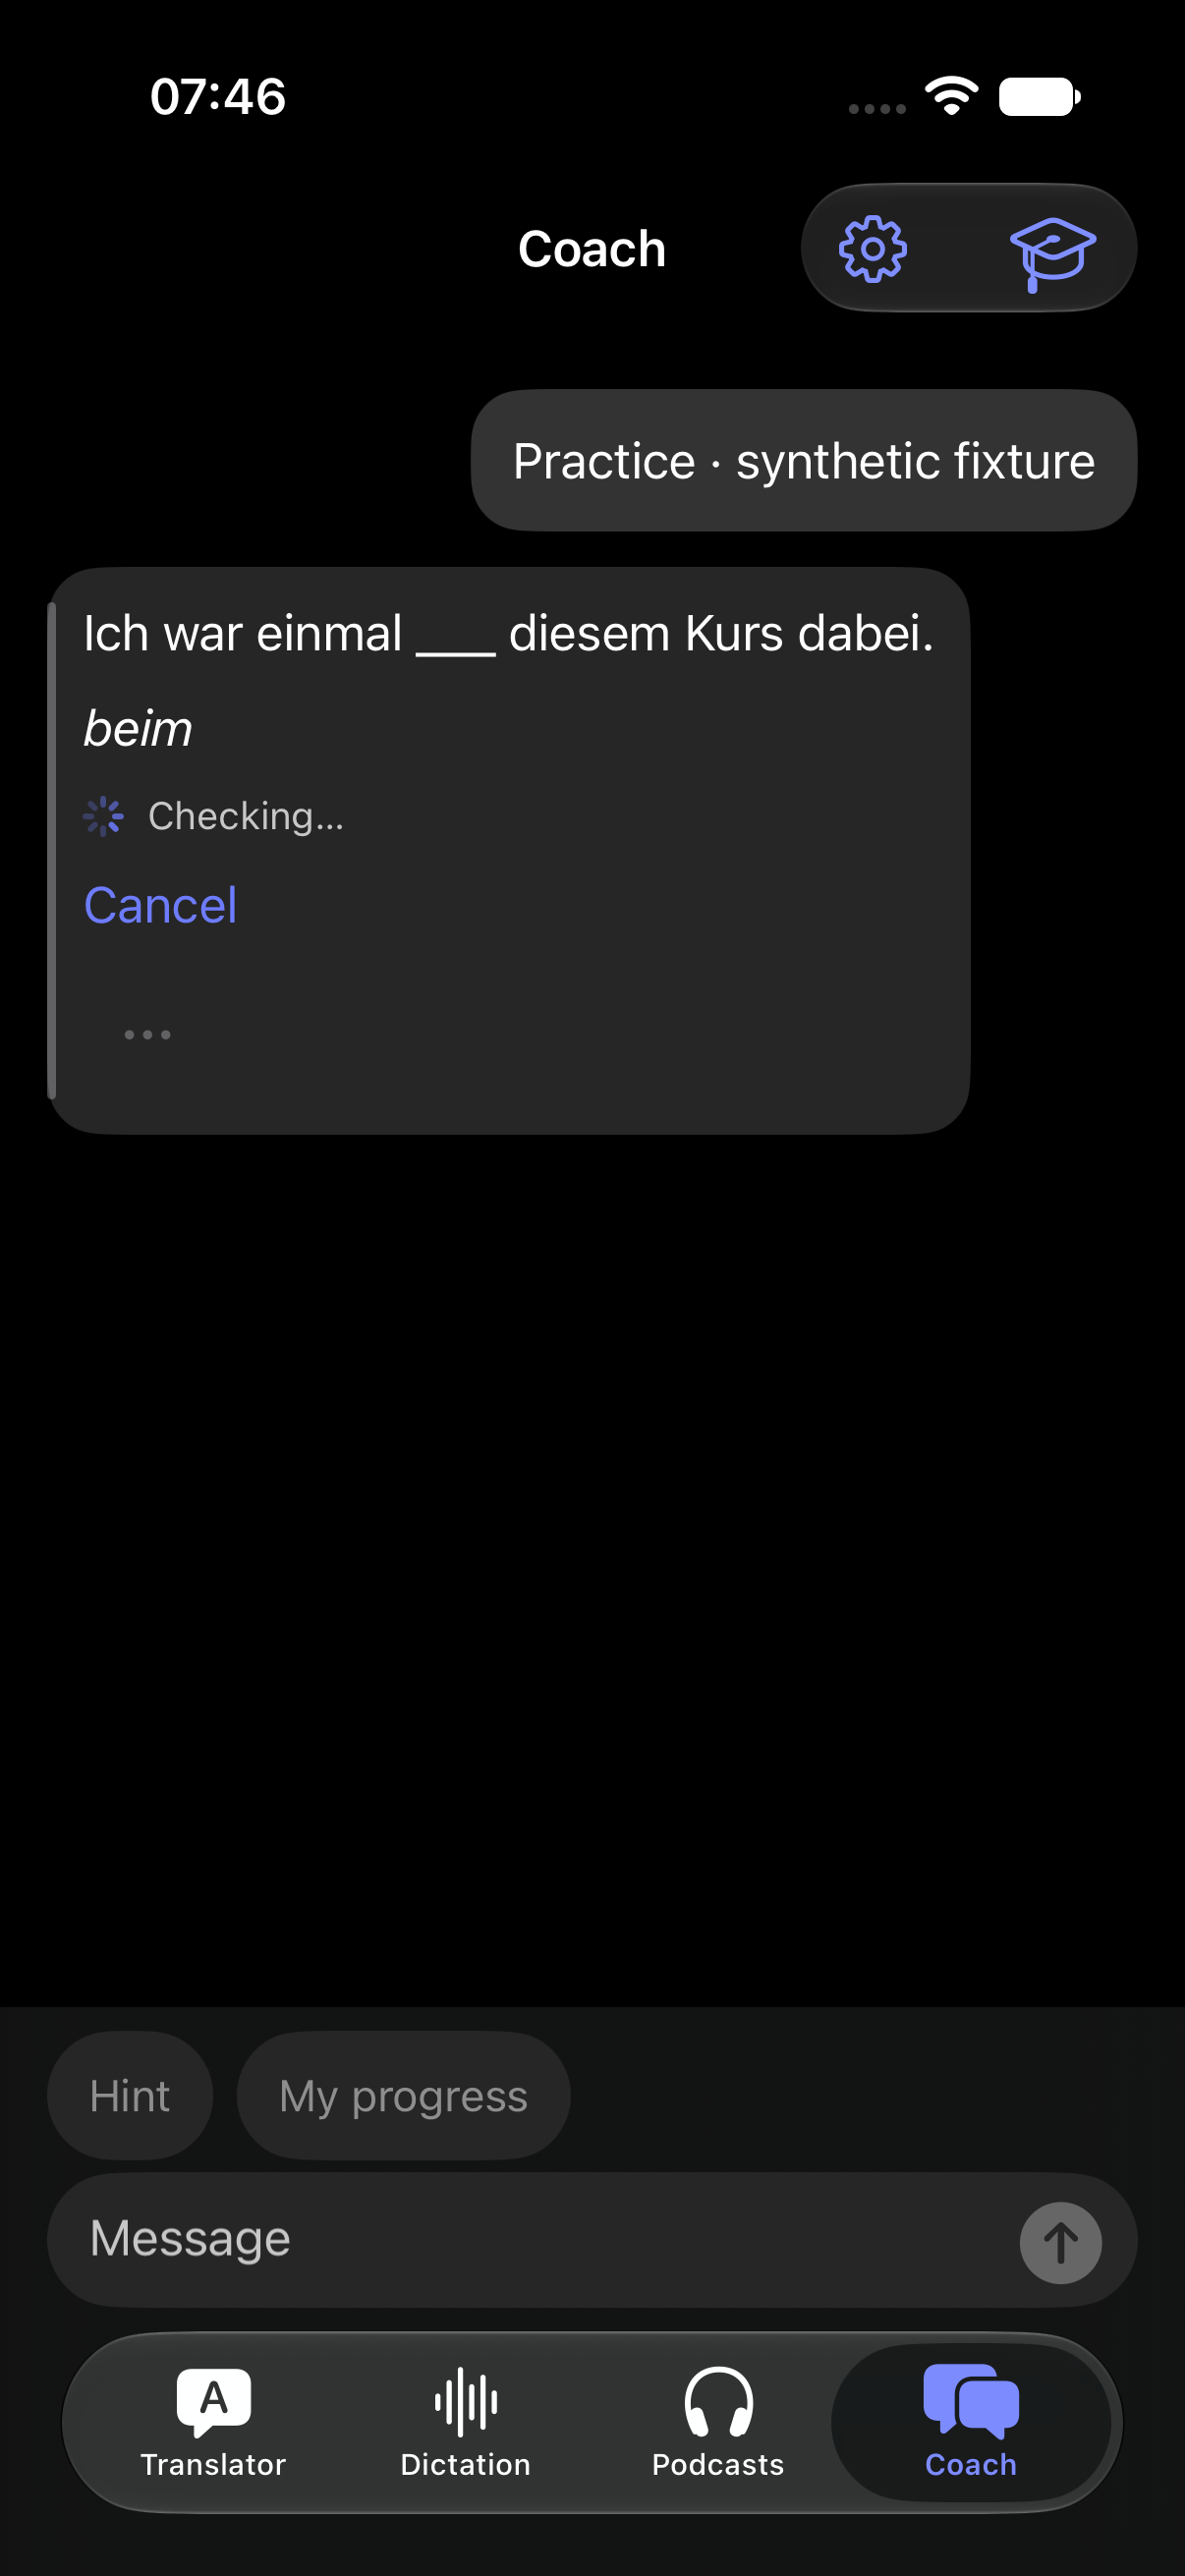 07:46
Coach
Practice · synthetic fixture
Ich war einmal ____ diesem Kurs dabei.
beim
Checking...
Cancel
...
Hint
My progress
Message
A
Translator
Dictation
Podcasts
Coach